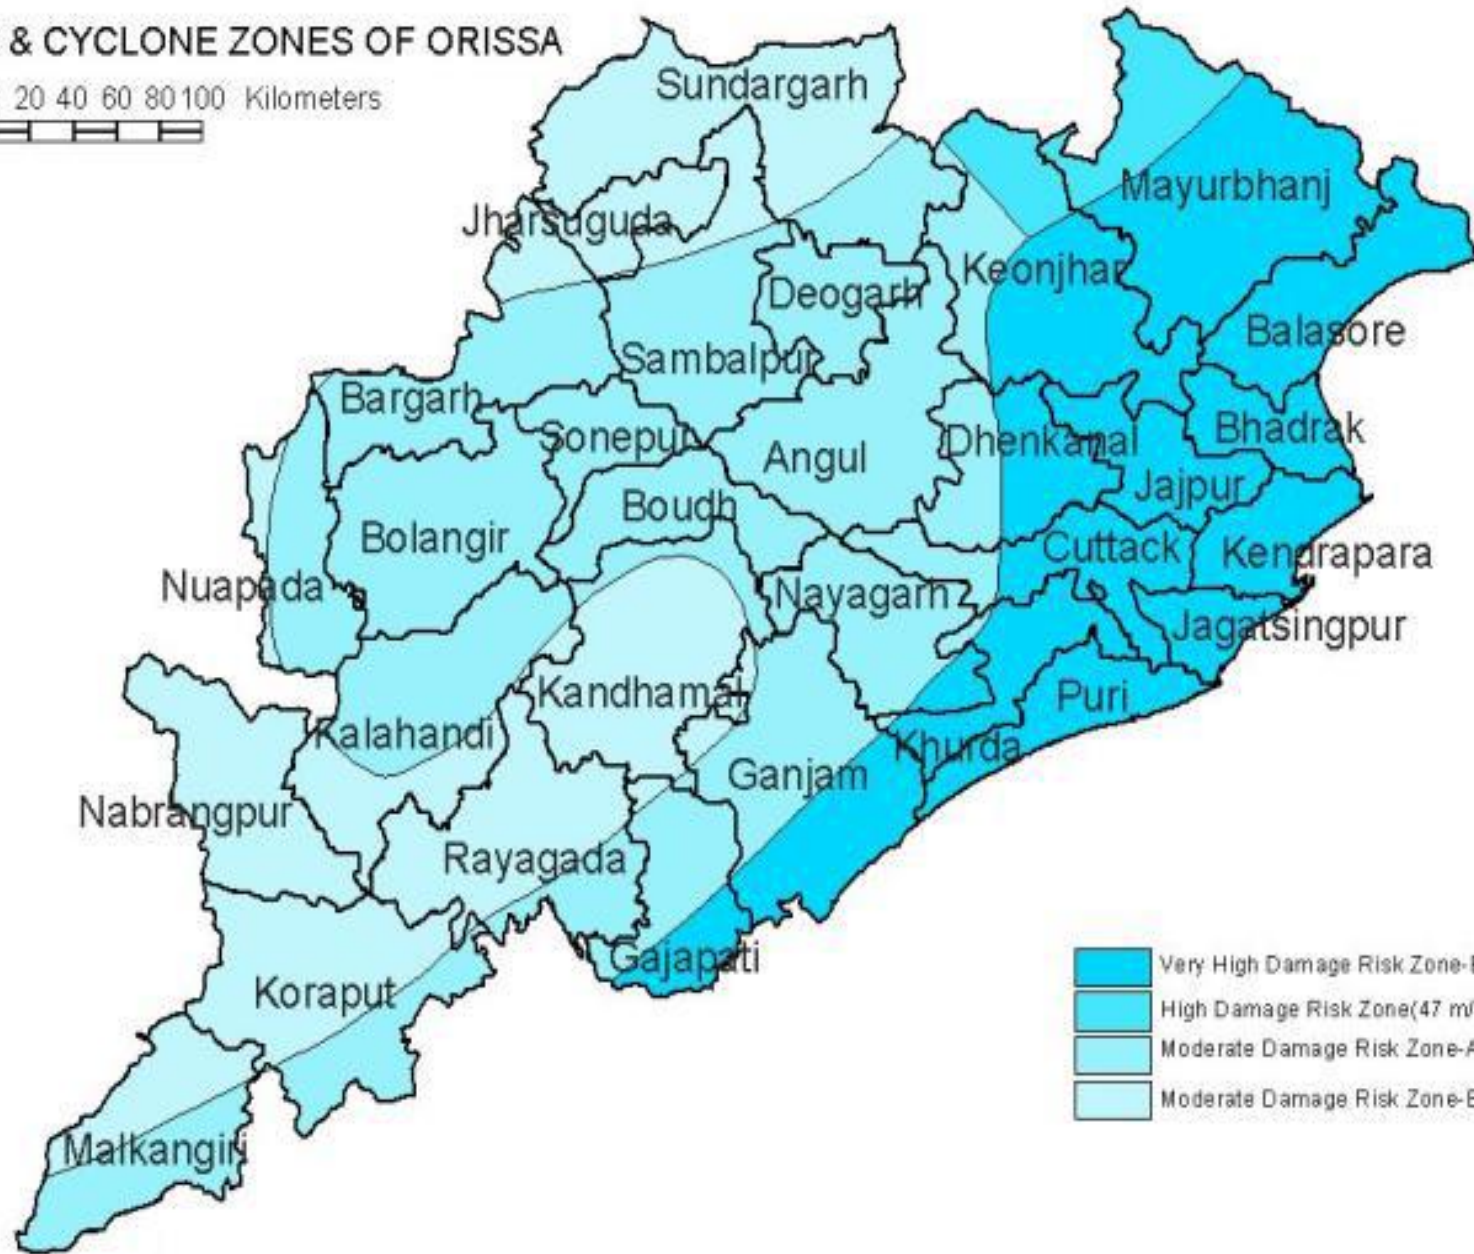 & CYCLONE ZONES OF ORISSA
20 40 60 80 100 Kilometers
Sundargarh
Mayurbhanj
Jharsuguda
Keonjhar
Deogarh
Balasore
Sambalpur
Bargarh
Bhadrak
Sonepur
Dhenkanal
Angul
Jajpur
Boudh
Bolangir
Cuttack
Kendrapara
Nuapada
Nayagarh
Jagatsingpur
Kandhamal
Puri
Kalahandi
Khurda
Ganjam
Nabrangpur
Rayagada
Gajapati
Koraput
Malkangiri
Very High Damage Risk Zone-
High Damage Risk Zone(47 m/
Moderate Damage Risk Zone-A
Moderate Damage Risk Zone-B